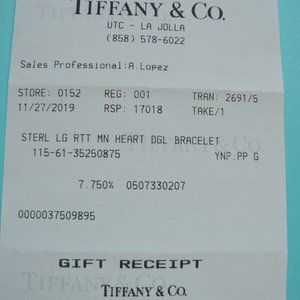 TIFFANY & CO.
UTC - LA JOLLA
(858) 578-6022
Sales Professional:A.Lopez
STORE: 0152 REG: 001 TRAN: 2691/5
11/27/2019 RSP: 17018 TAKE/1
STERL LG RTT MN HEART DGL BRACELET
115-61-35250875 YNP.PP G
7.750% 0507330207
0000037509895
GIFT RECEIPT
TIFFANY & CO.